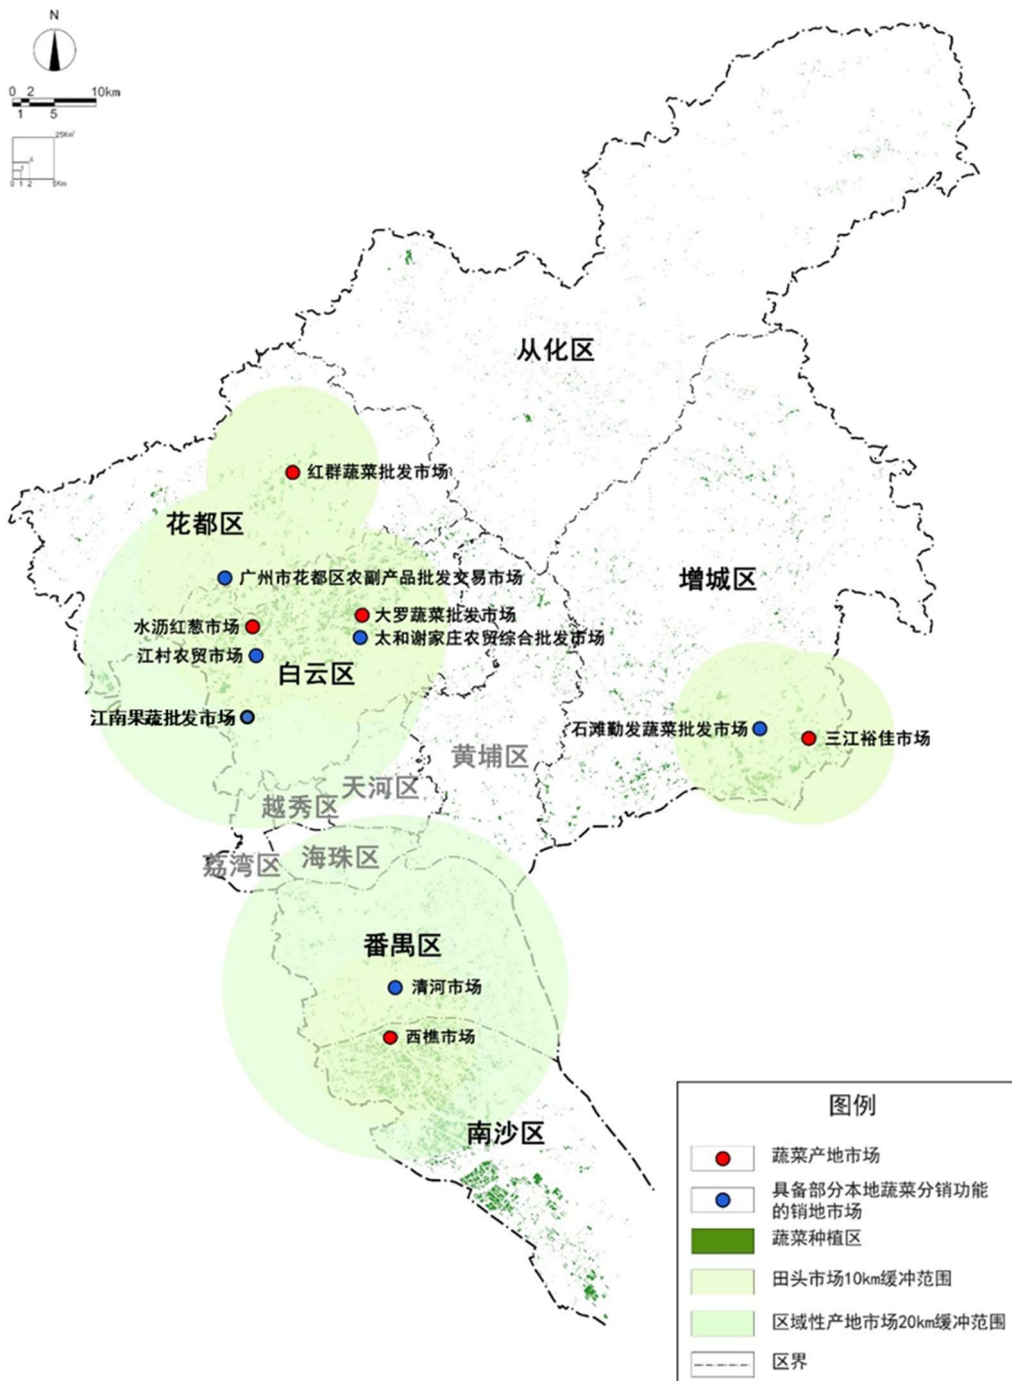 N
0 2 10km
1 5
25Km²
4
1
0 1 2 5Km
从化区
红群蔬菜批发市场
花都区
广州市花都区农副产品批发交易市场
增城区
大罗蔬菜批发市场
水沥红葱市场
太和谢家庄农贸综合批发市场
江村农贸市场
白云区
江南果蔬批发市场
石滩勤发蔬菜批发市场
三江裕佳市场
黄埔区
天河区
越秀区
荔湾区
海珠区
番禺区
清河市场
西樵市场
南沙区
图例
蔬菜产地市场
具备部分本地蔬菜分销功能
的销地市场
蔬菜种植区
田头市场10km缓冲范围
区域性产地市场20km缓冲范围
区界